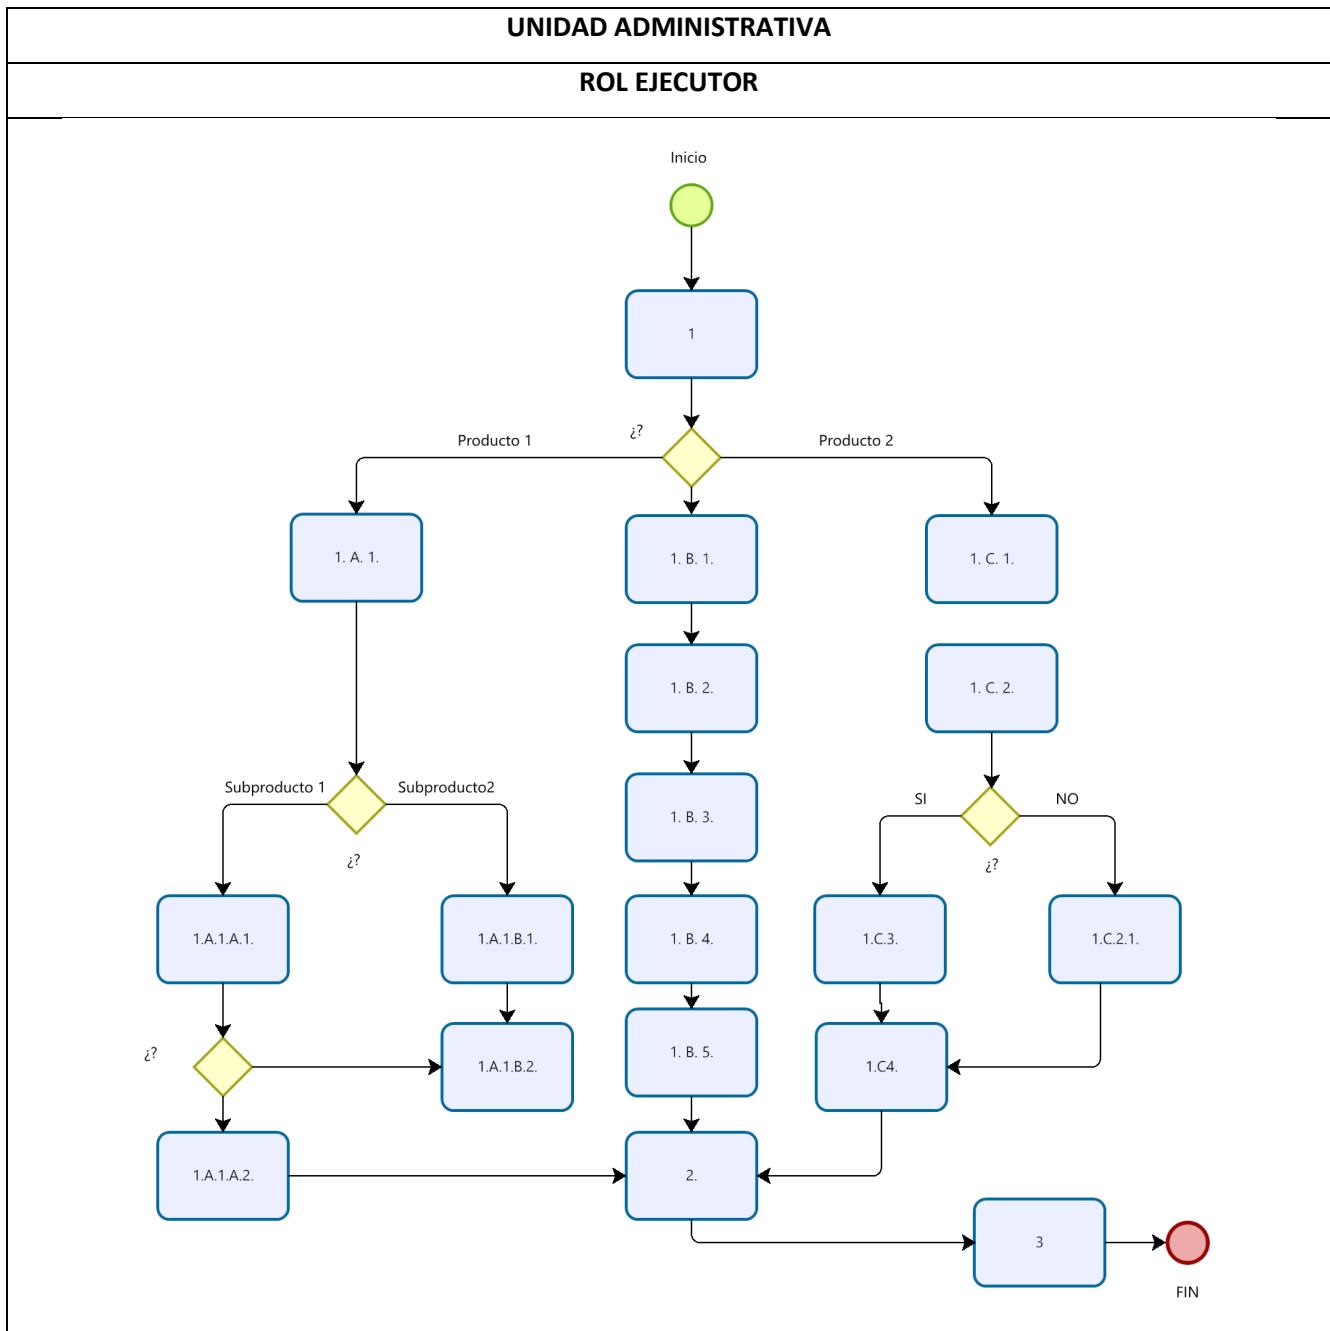 UNIDAD ADMINISTRATIVA
ROL EJECUTOR
Inicio
1
¿?
Producto 1
Producto 2
1. A. 1.
1. B. 1.
1. C. 1.
1. B. 2.
1. C. 2.
Subproducto 1
Subproducto2
¿?
1. B. 3.
SI
NO
¿?
1.A.1.A.1.
1.A.1.B.1.
1. B. 4.
1.C.3.
1.C.2.1.
¿?
1.A.1.B.2.
1. B. 5.
1.C4.
1.A.1.A.2.
2.
3
FIN